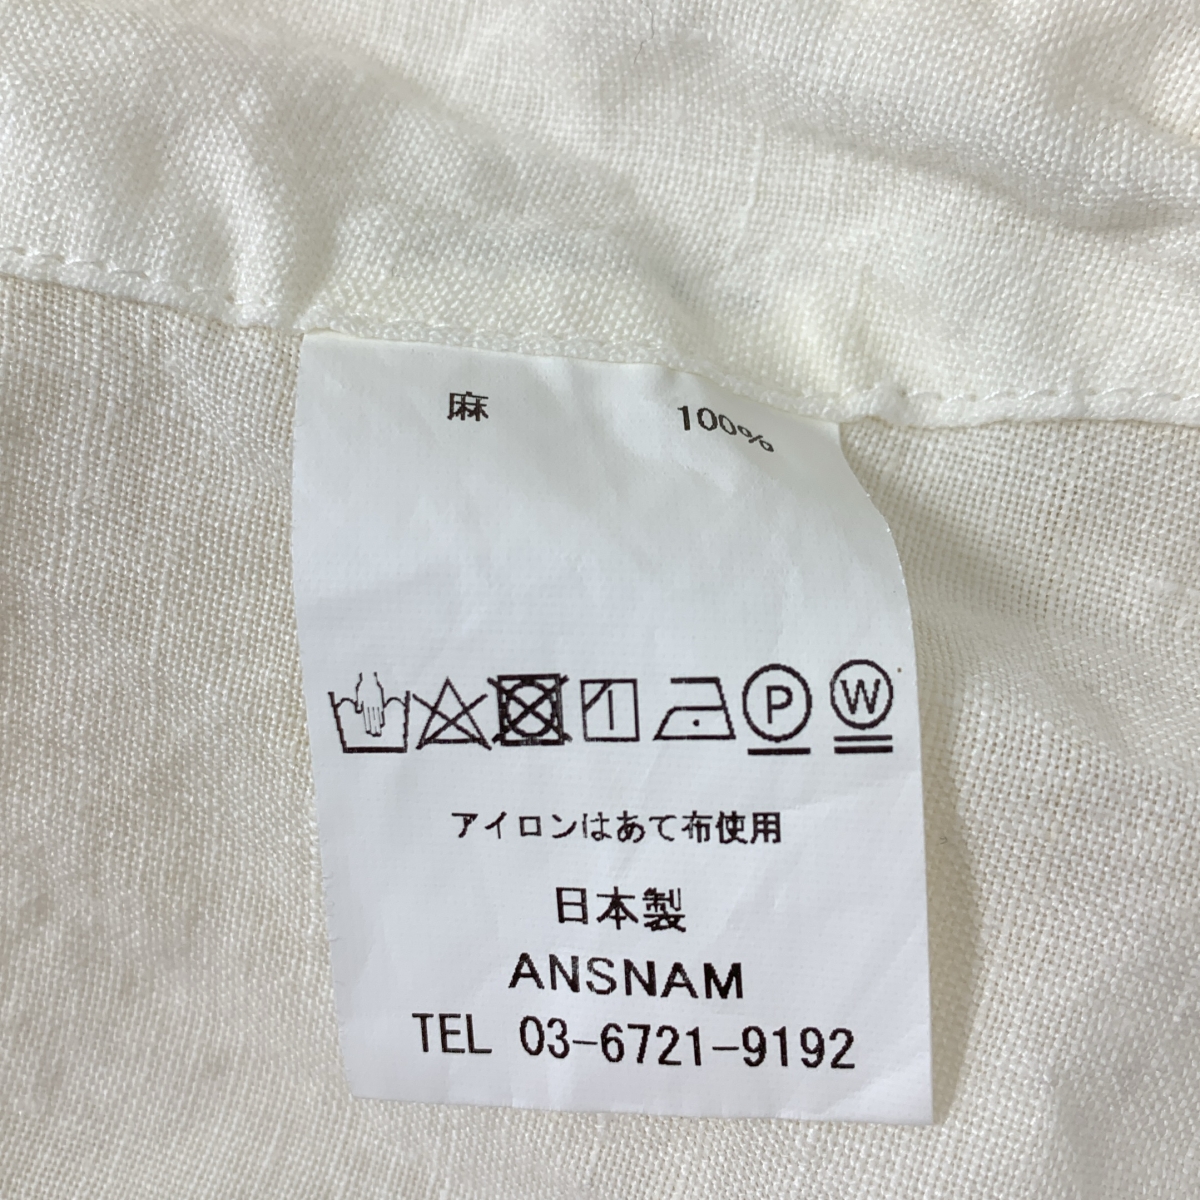 麻 100%
P W
アイロンはあて布使用
日本製
ANSNAM
TEL 03-6721-9192